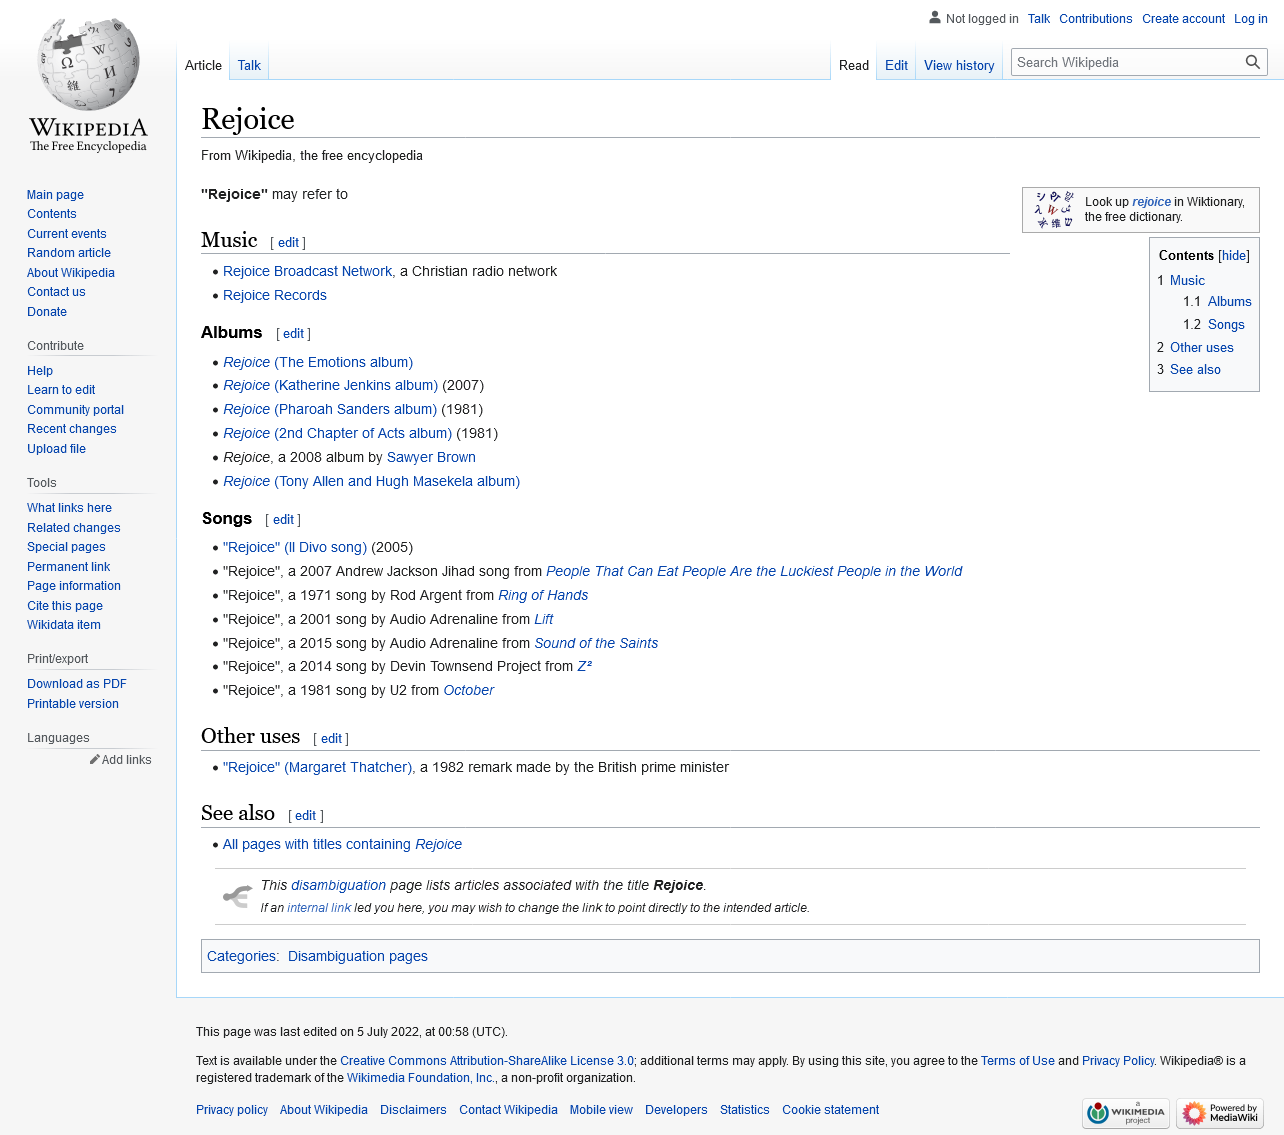 Not logged in Talk Contributions Create account Log in
Article Talk Read Edit View history Search Wikipedia
WIKIPEDIA
The Free Encyclopedia
Main page
Contents
Current events
Random article
About Wikipedia
Contact us
Donate
Contribute
Help
Learn to edit
Community portal
Recent changes
Upload file
Tools
What links here
Related changes
Special pages
Permanent link
Page information
Cite this page
Wikidata item
Print/export
Download as PDF
Printable version
Languages
Add links
Rejoice
From Wikipedia, the free encyclopedia
"Rejoice" may refer to
Look up rejoice in Wiktionary,
the free dictionary.
Contents [hide]
1 Music
1.1 Albums
1.2 Songs
2 Other uses
3 See also
Music [ edit ]
• Rejoice Broadcast Network, a Christian radio network
• Rejoice Records
Albums [ edit ]
• Rejoice (The Emotions album)
• Rejoice (Katherine Jenkins album) (2007)
• Rejoice (Pharoah Sanders album) (1981)
• Rejoice (2nd Chapter of Acts album) (1981)
• Rejoice, a 2008 album by Sawyer Brown
• Rejoice (Tony Allen and Hugh Masekela album)
Songs [ edit ]
• "Rejoice" (Il Divo song) (2005)
• "Rejoice", a 2007 Andrew Jackson Jihad song from People That Can Eat People Are the Luckiest People in the World
• "Rejoice", a 1971 song by Rod Argent from Ring of Hands
• "Rejoice", a 2001 song by Audio Adrenaline from Lift
• "Rejoice", a 2015 song by Audio Adrenaline from Sound of the Saints
• "Rejoice", a 2014 song by Devin Townsend Project from Z²
• "Rejoice", a 1981 song by U2 from October
Other uses [ edit ]
• "Rejoice" (Margaret Thatcher), a 1982 remark made by the British prime minister
See also [ edit ]
• All pages with titles containing Rejoice
This disambiguation page lists articles associated with the title Rejoice.
If an internal link led you here, you may wish to change the link to point directly to the intended article.
Categories: Disambiguation pages
This page was last edited on 5 July 2022, at 00:58 (UTC).
Text is available under the Creative Commons Attribution-ShareAlike License 3.0; additional terms may apply. By using this site, you agree to the Terms of Use and Privacy Policy. Wikipedia® is a
registered trademark of the Wikimedia Foundation, Inc., a non-profit organization.
Privacy policy About Wikipedia Disclaimers Contact Wikipedia Mobile view Developers Statistics Cookie statement
a
WIKIMEDIA
project
Powered by
MediaWiki